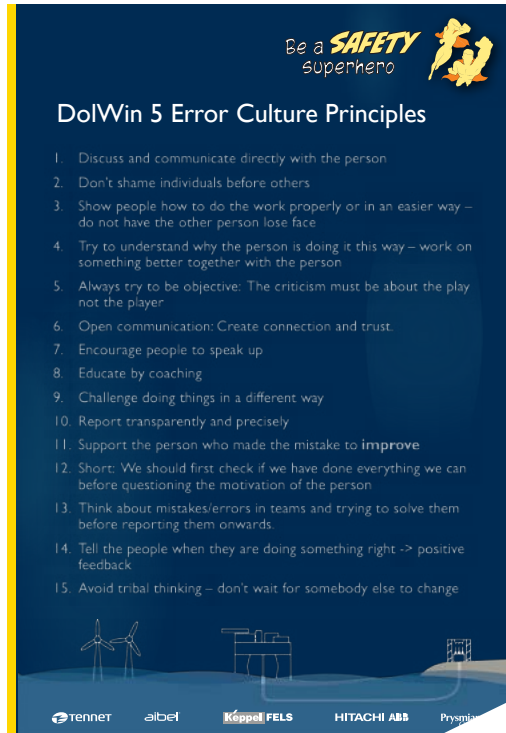 Be a SAFETY
superhero
DolWin 5 Error Culture Principles
1. Discuss and communicate directly with the person
2. Don't shame individuals before others
3. Show people how to do the work properly or in an easier way –
do not have the other person lose face
4. Try to understand why the person is doing it this way – work on
something better together with the person
5. Always try to be objective: The criticism must be about the play
not the player
6. Open communication: Create connection and trust.
7. Encourage people to speak up
8. Educate by coaching
9. Challenge doing things in a different way
10. Report transparently and precisely
11. Support the person who made the mistake to improve
12. Short: We should first check if we have done everything we can
before questioning the motivation of the person
13. Think about mistakes/errors in teams and trying to solve them
before reporting them onwards.
14. Tell the people when they are doing something right -> positive
feedback
15. Avoid tribal thinking – don't wait for somebody else to change
TenneT aibel Keppel FELS HITACHI ABB